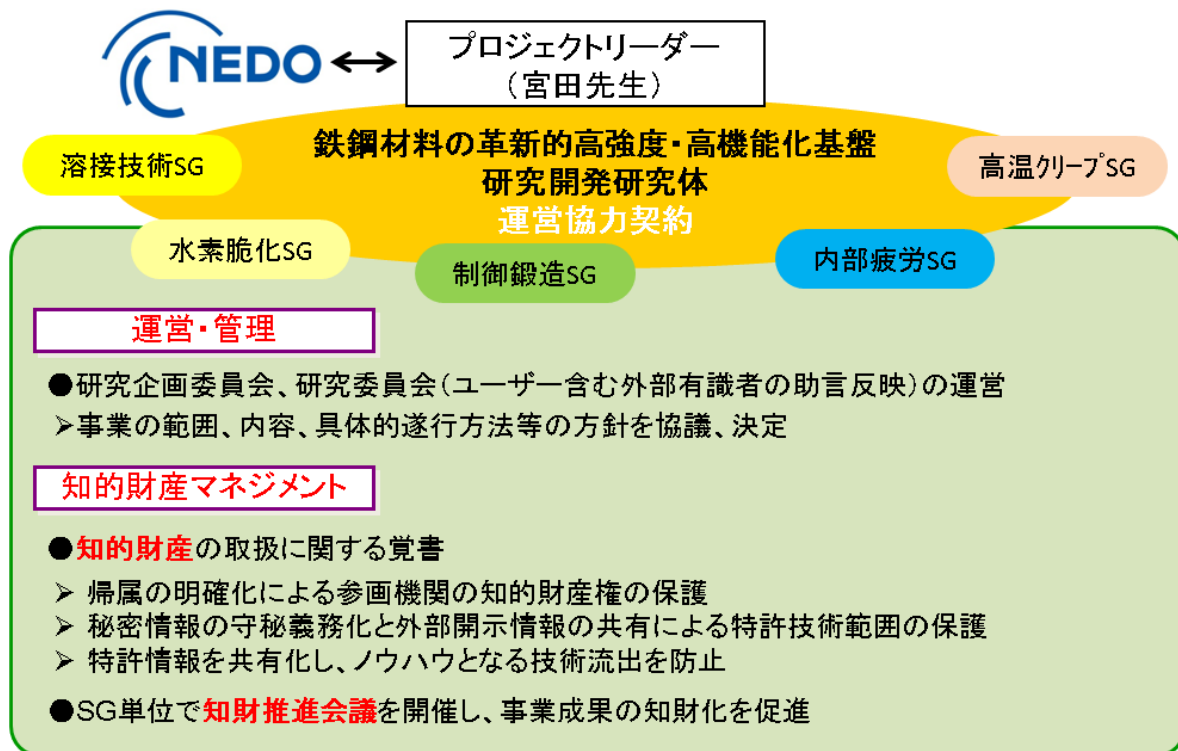 NEDO
プロジェクトリーダー
（宮田先生）
鉄鋼材料の革新的高強度・高機能化基盤
研究開発研究体
運営協力契約
溶接技術SG
高温ｸﾘｰﾌﾟSG
水素脆化SG
制御鍛造SG
内部疲労SG
運営・管理
●研究企画委員会、研究委員会（ユーザー含む外部有識者の助言反映）の運営
➢事業の範囲、内容、具体的遂行方法等の方針を協議、決定
知的財産マネジメント
●知的財産の取扱に関する覚書
➢ 帰属の明確化による参画機関の知的財産権の保護
➢ 秘密情報の守秘義務化と外部開示情報の共有による特許技術範囲の保護
➢ 特許情報を共有化し、ノウハウとなる技術流出を防止
●SG単位で知財推進会議を開催し、事業成果の知財化を促進